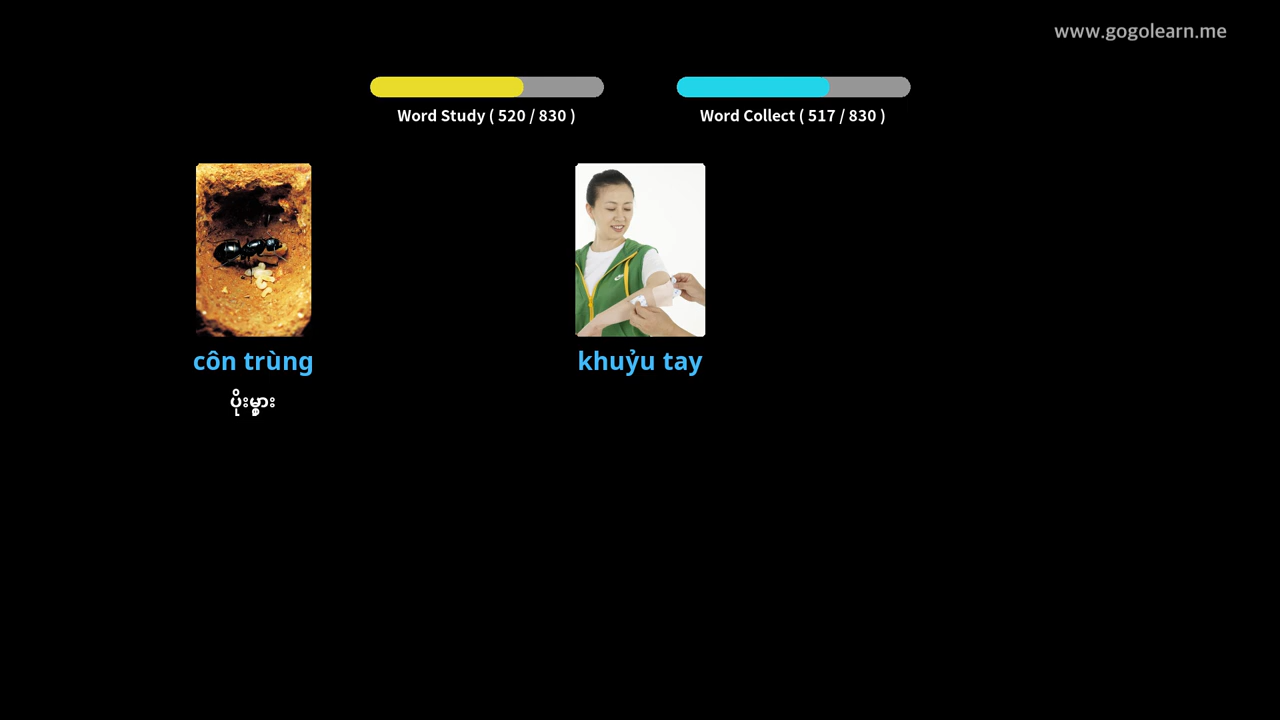 www.gogolearn.me
Word Study ( 520 / 830 )
Word Collect ( 517 / 830 )
côn trùng
khuỷu tay
ပိုးမွှား